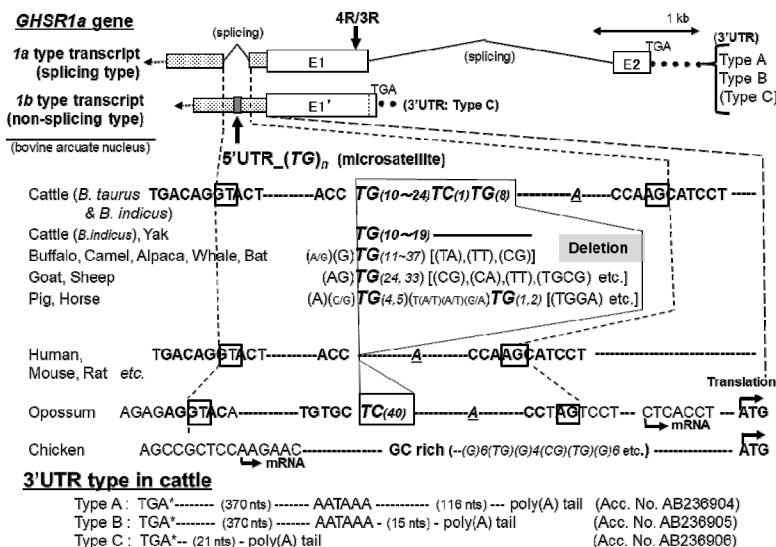 GHSR1a gene
4R/3R
1 kb
1a type transcript
(splicing type)
(splicing)
E1
(splicing)
E2
TGA
(3'UTR)
Type A
Type B
(Type C)
1b type transcript
(non-splicing type)
E1'
TGA
(3'UTR: Type C)
(bovine arcuate nucleus)
5'UTR_(TG)n (microsatellite)
Cattle (B. taurus & B. indicus) TGACAGGTACT------ACC TG(10~24)TC(1)TG(8) ----------A-----CCAAGCATCCT -----
Cattle (B.indicus), Yak TG(10~19)
Deletion
Buffalo, Camel, Alpaca, Whale, Bat (A/G)(G)TG(11~37) [(TA),(TT),(CG)]
Goat, Sheep (AG)TG(24, 33) [(CG),(CA),(TT),(TGCG) etc.]
Pig, Horse (A)(C/G)TG(4,5)(T(A/T)(A/T)(G/A)TG(1,2) [(TGGA) etc.]
Human, Mouse, Rat etc. TGACAGGTACT----------ACC --------A------CCAAGCATCCT --------------------
Translation
Opossum AGAGAGGTACA -----------TGTGC TC(40) --------A-------CCTAGTCCT --- CTCACCT ---- ATG
mRNA
Chicken AGCCGCTCCAAGAAC---------------- GC rich (--(G)6(TG)(G)4(CG)(TG)(G)6 etc.)------------ATG
mRNA
3'UTR type in cattle
Type A : TGA*------- (370 nts) -------AATAAA --------- (116 nts) --- poly(A) tail (Acc. No. AB236904)
Type B : TGA*------- (370 nts) -------AATAAA - (15 nts)- poly(A) tail (Acc. No. AB236905)
Type C : TGA*-- (21 nts) - poly(A) tail (Acc. No. AB236906)